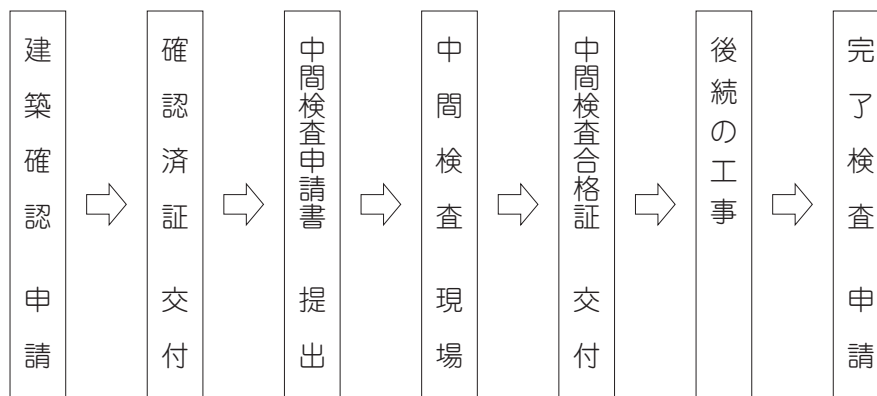 建築確認 申請
確認済証 交付
中間検査申請書 提出
中間検査 現場
中間検査合格証 交付
後続の工事
完了検査 申請